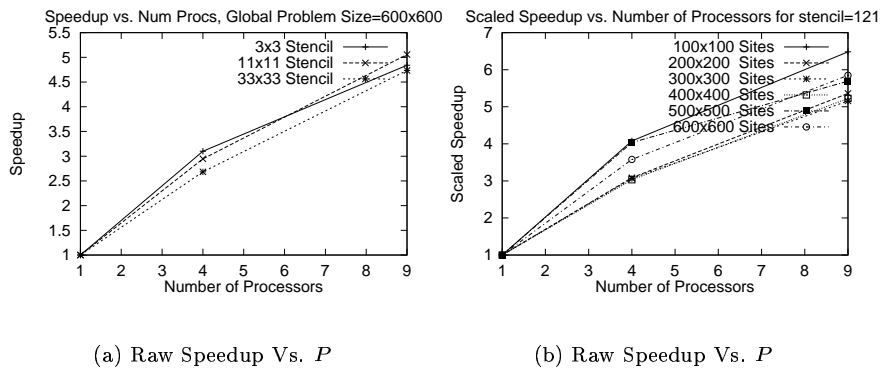 Speedup vs. Num Procs, Global Problem Size=600x600
5.5
5
4.5
4
3.5
3
2.5
2
1.5
1
Speedup
3x3 Stencil
11x11 Stencil
33x33 Stencil
1 2 3 4 5 6 7 8 9
Number of Processors
(a) Raw Speedup Vs. P
Scaled Speedup vs. Number of Processors for stencil=121
7
6
5
4
3
2
1
Scaled Speedup
100x100 Sites
200x200 Sites
300x300 Sites
400x400 Sites
500x500 Sites
600x600 Sites
1 2 3 4 5 6 7 8 9
Number of Processors
(b) Raw Speedup Vs. P